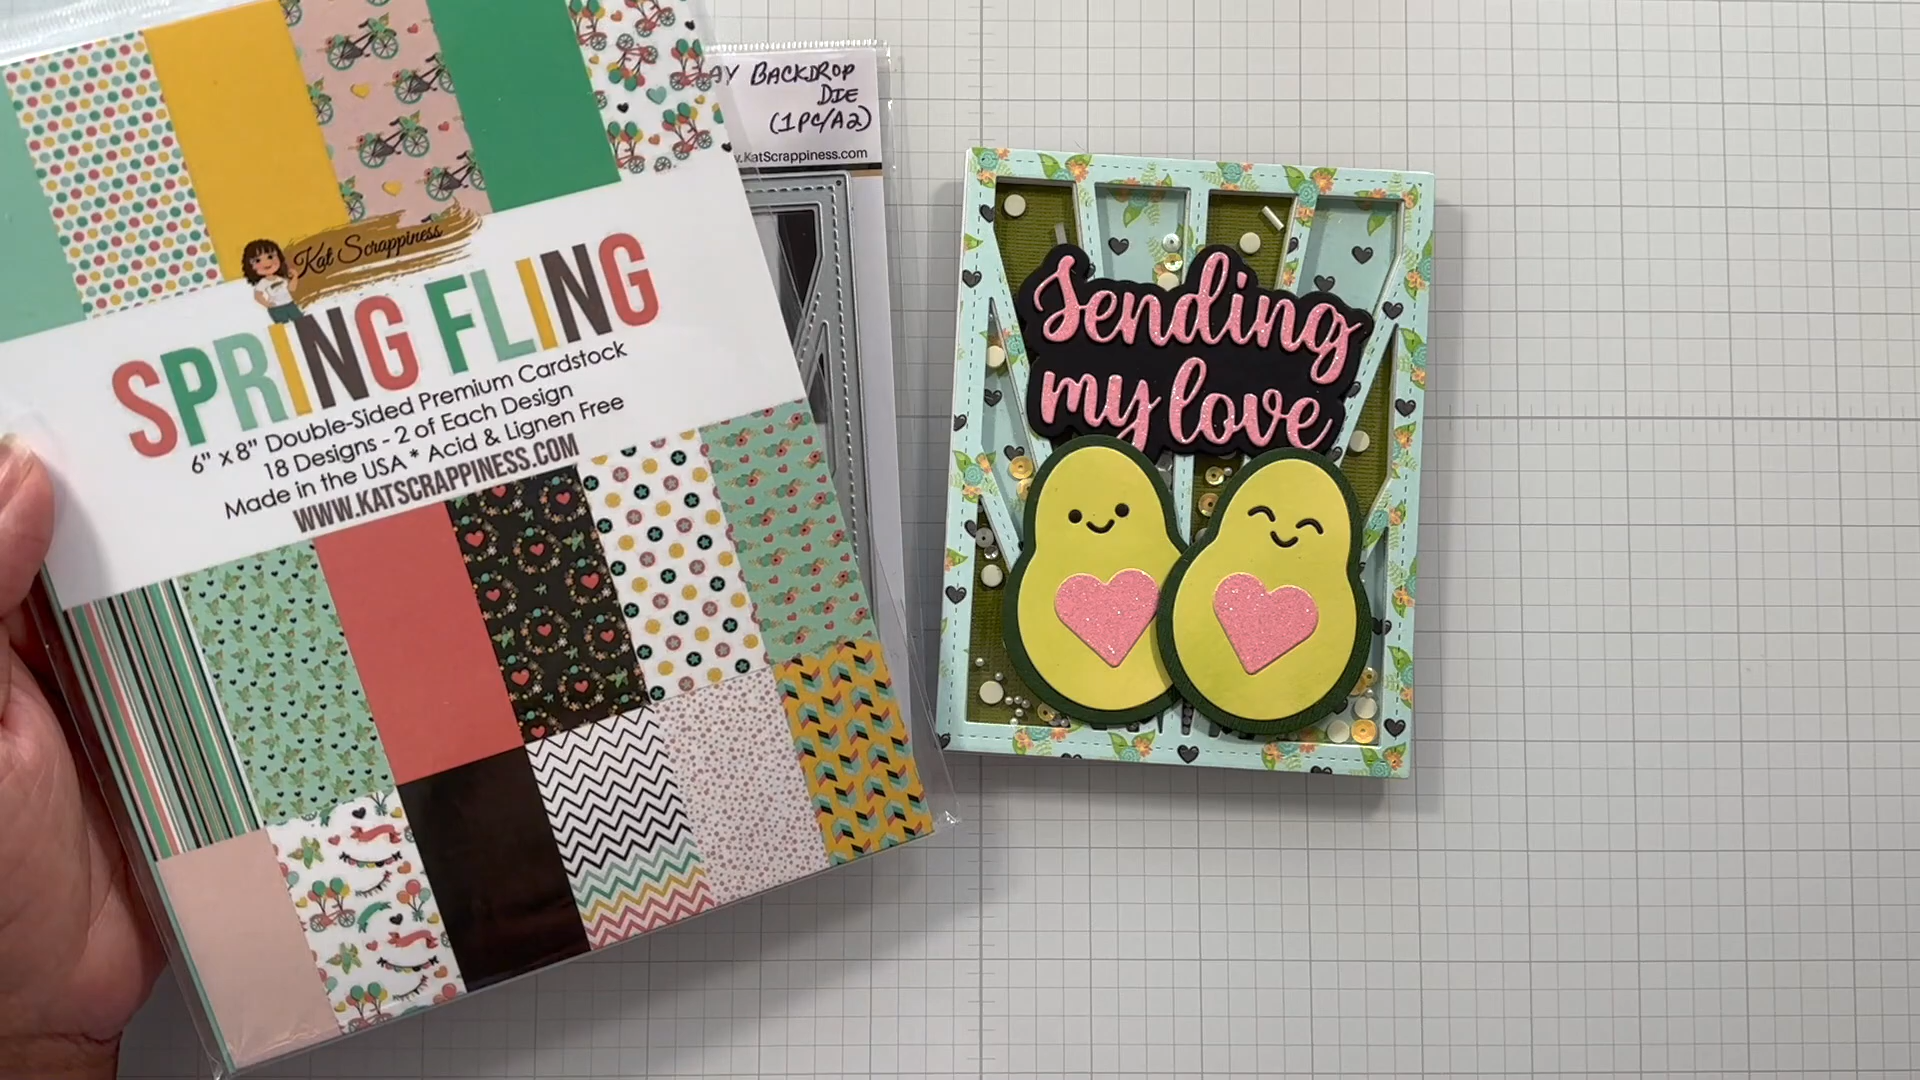 Kat Scrappiness
SPRING FLING
6" x 8" Double-Sided Premium Cardstock
18 Designs - 2 of Each Design
Made in the USA * Acid & Lignen Free
WWW.KATSCRAPPINESS.COM
BACKDROP
DIE
(1PC/A2)
.KatScrappiness.com
Sending
my love